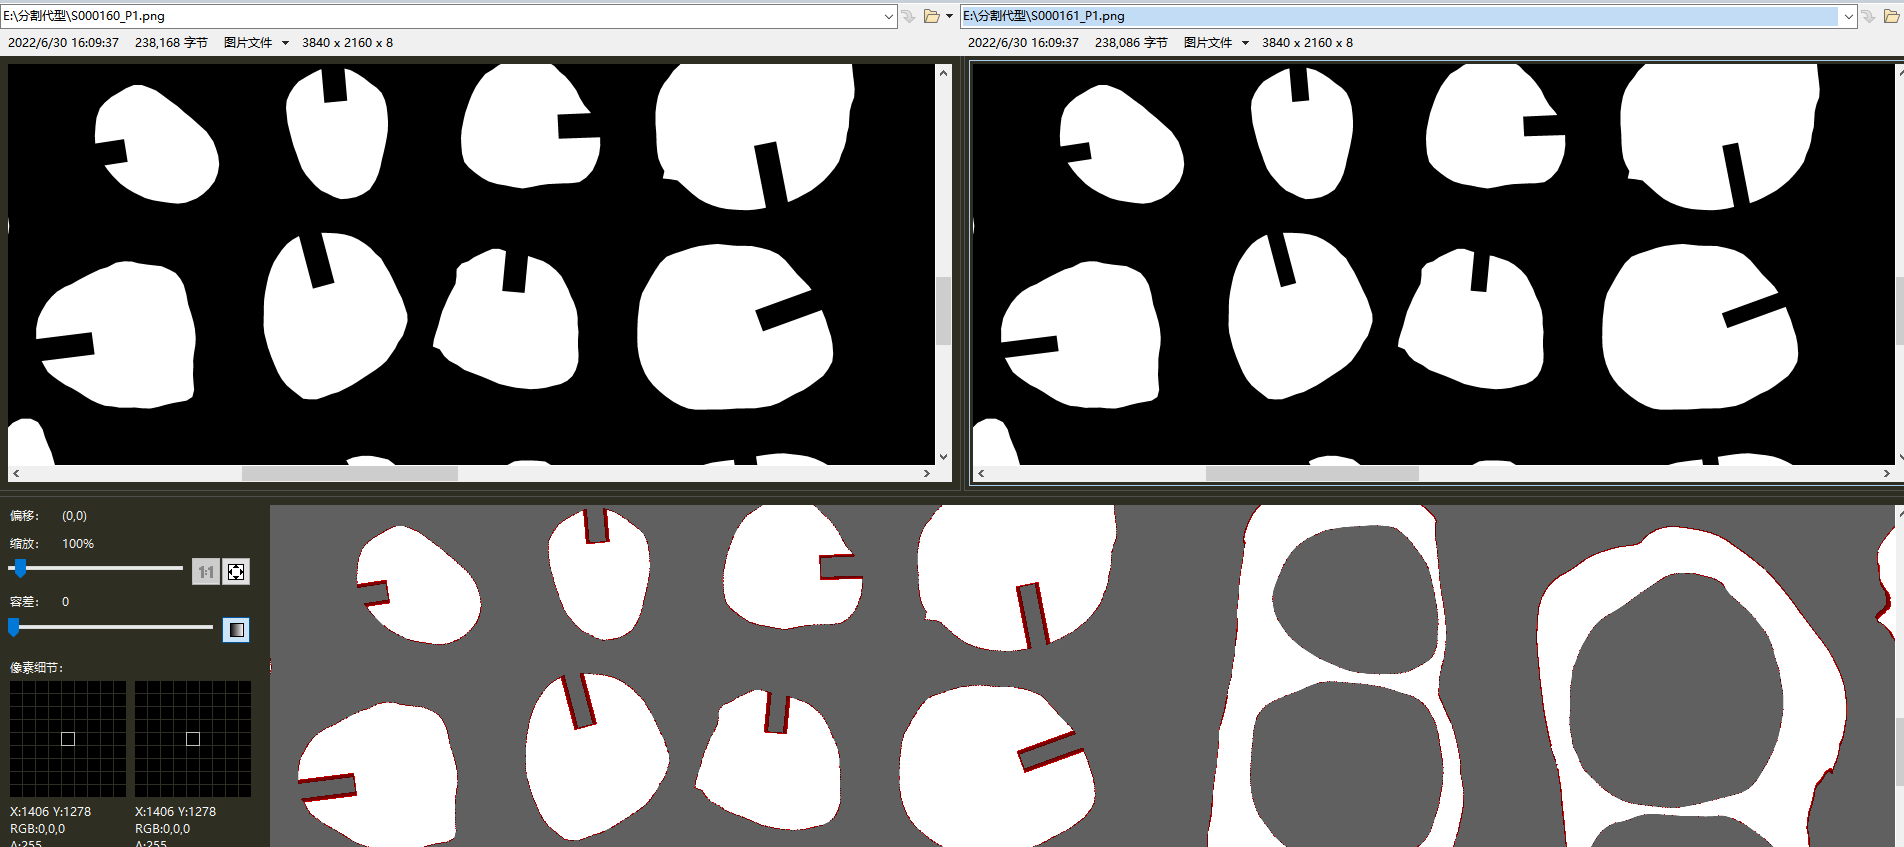 E:\分割代型\S000160_P1.png
E:\分割代型\S000161_P1.png
2022/6/30 16:09:37 238,168 字节 图片文件 3840 x 2160 x 8
2022/6/30 16:09:37 238,086 字节 图片文件 3840 x 2160 x 8
偏移： (0,0)
缩放： 100%
1:1
容差： 0
像素细节：
X:1406 Y:1278 X:1406 Y:1278
RGB:0,0,0 RGB:0,0,0
A:255 A:255